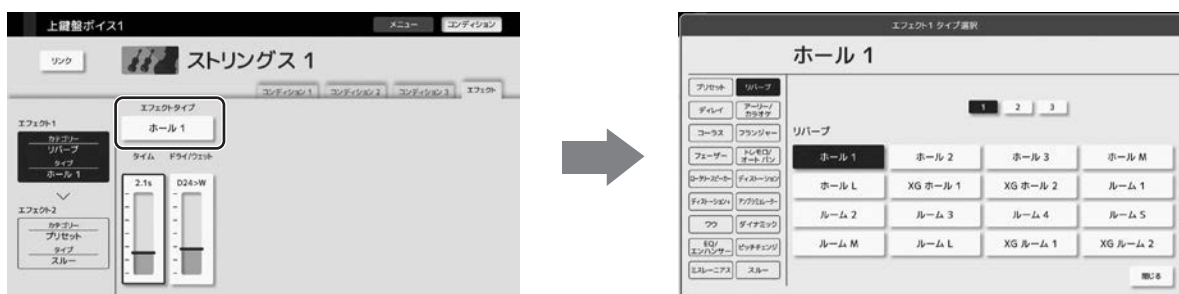 上鍵盤ボイス1
メニュー
コンディション
リンク
ストリングス 1
コンディション 1
コンディション 2
コンディション 3
エフェクト
エフェクトタイプ
ホール 1
エフェクト1
カテゴリー
リバーブ
タイプ
ホール 1
エフェクト2
カテゴリー
プリセット
タイプ
スルー
タイム
ドライ/ウェット
2.1s
D24>W
エフェクト1 タイプ選択
ホール 1
プリセット
リバーブ
ディレイ
アーリー/
カラオケ
コーラス
フランジャー
フェーザー
トレモロ/
オート パン
ロータリースピーカー
ディストーション
ディストーション+
アンプシミュレーター
ワウ
ダイナミック
EQ/
エンハンサー
ピッチチェンジ
ミスレーニアス
スルー
1 2 3
リバーブ
ホール 1 ホール 2 ホール 3 ホール M
ホール L XG ホール 1 XG ホール 2 ルーム 1
ルーム 2 ルーム 3 ルーム 4 ルーム S
ルーム M ルーム L XG ルーム 1 XG ルーム 2
閉じる